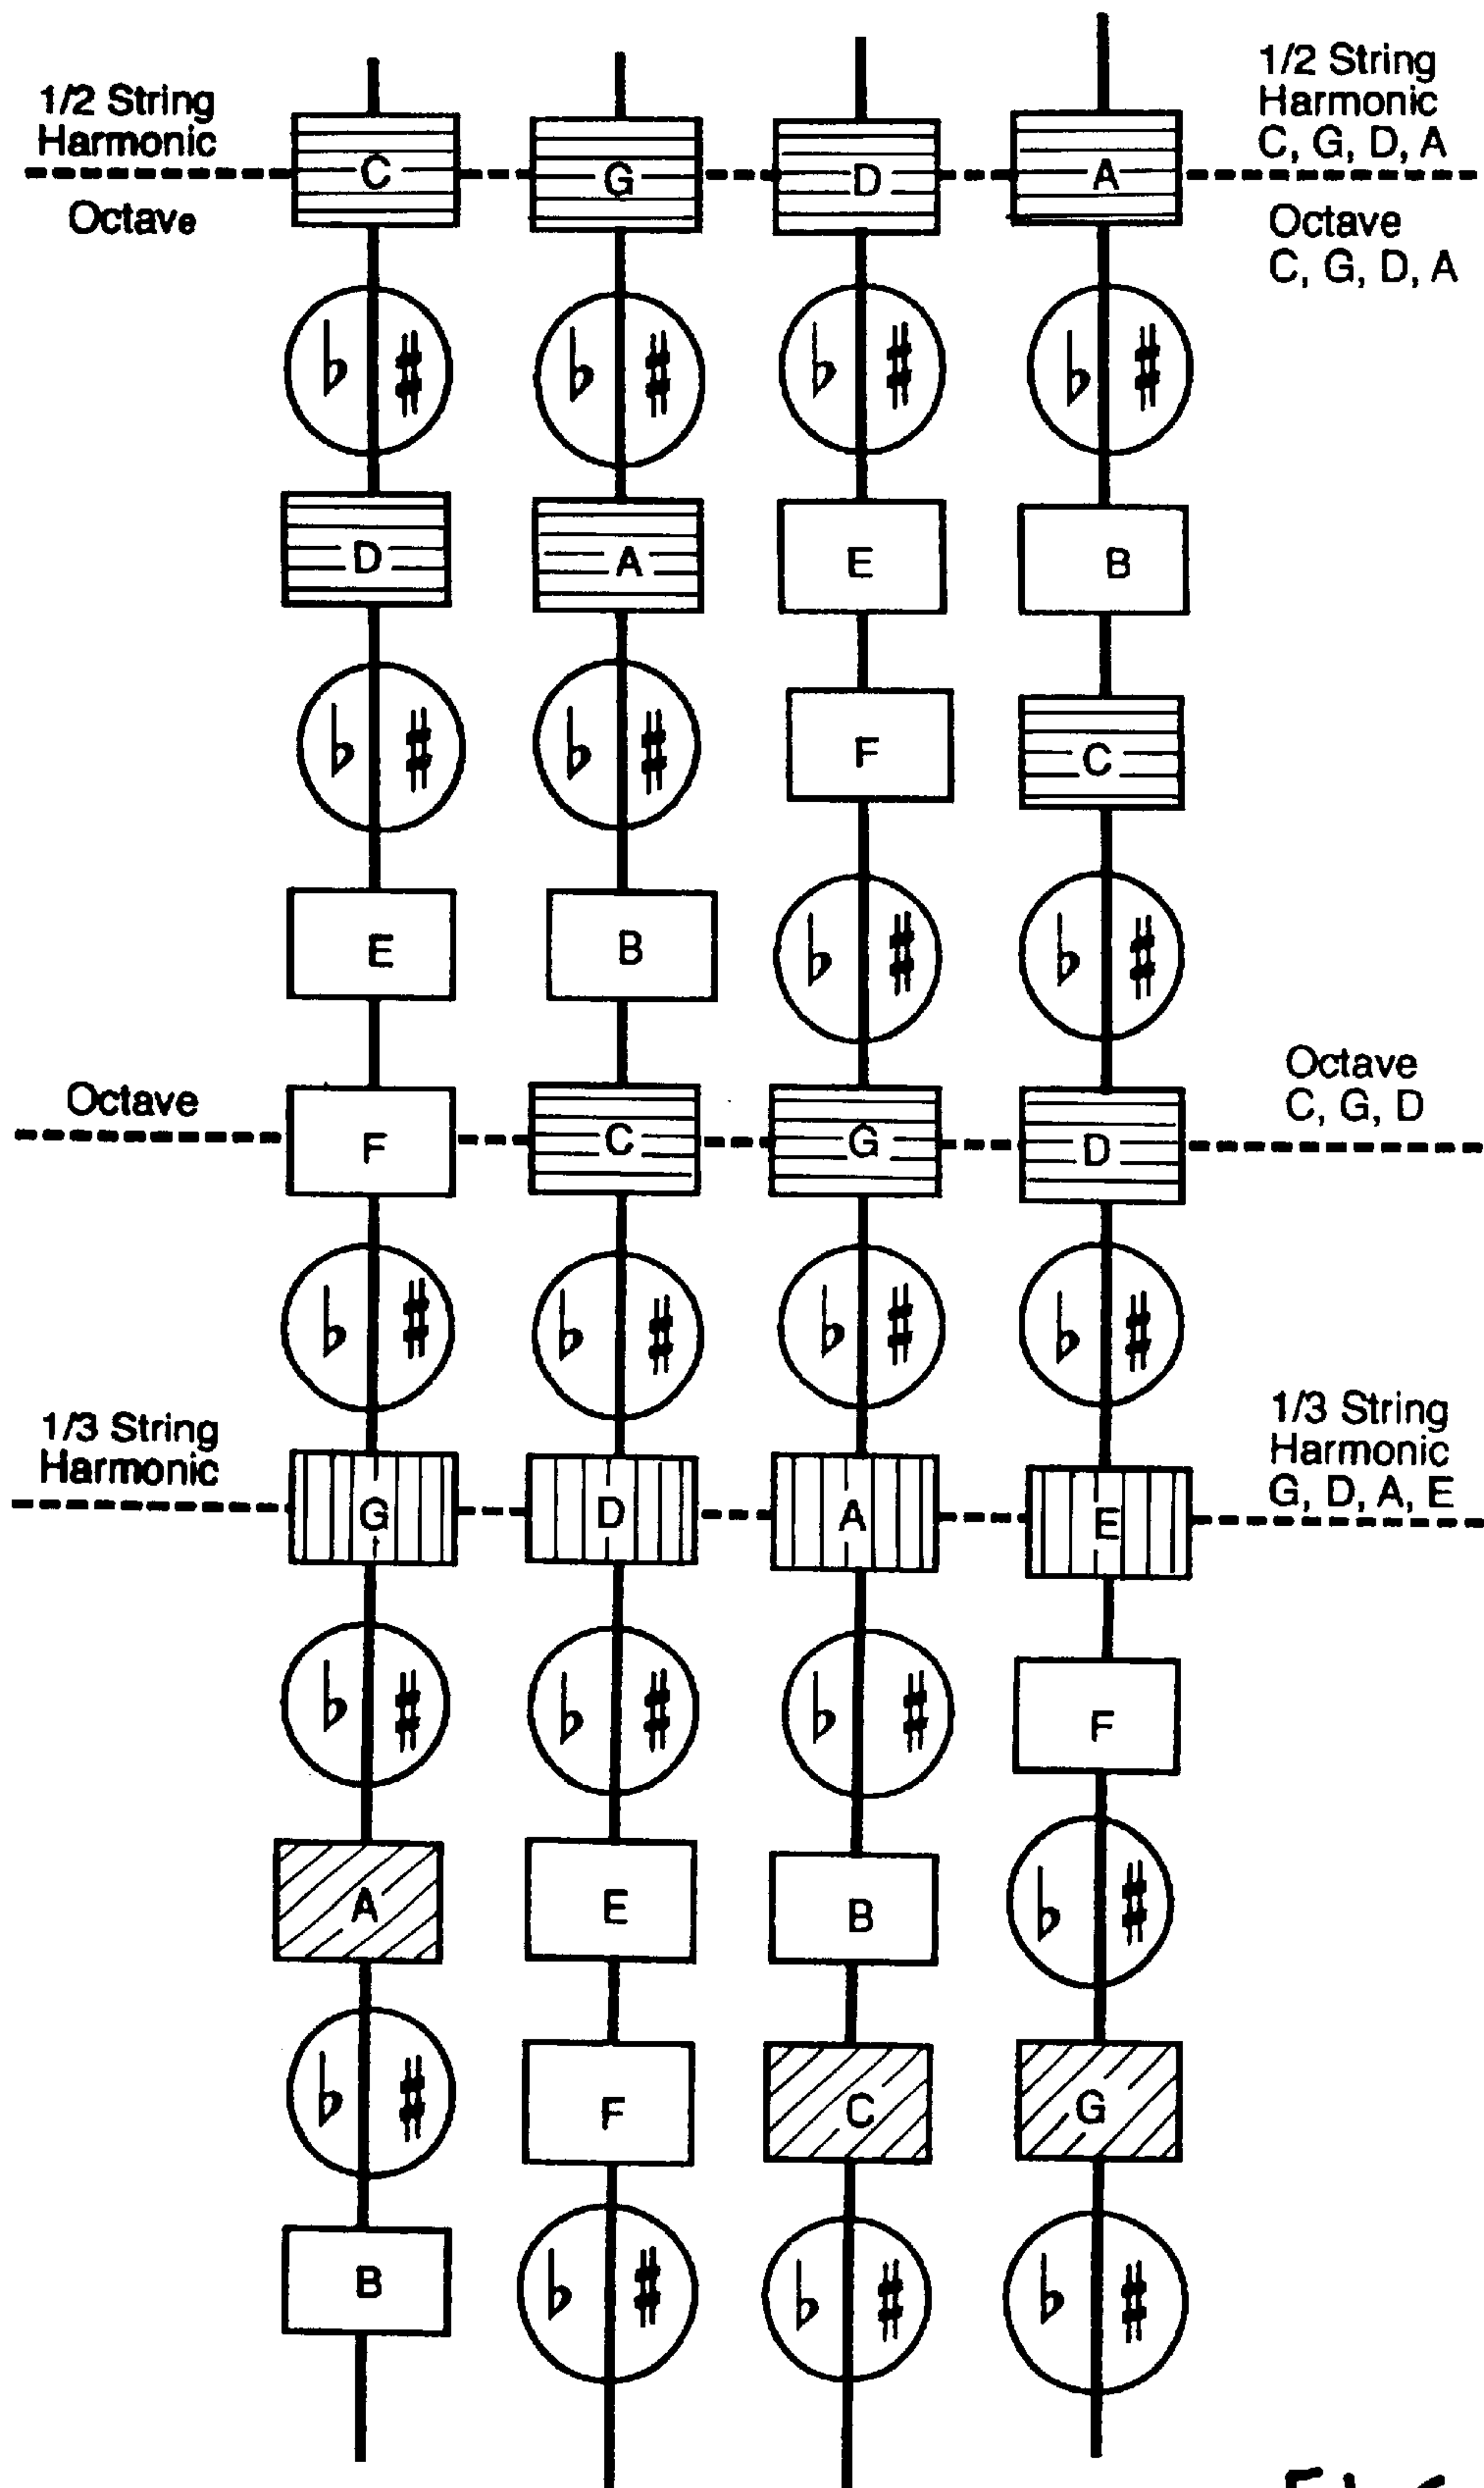 1/2 String
Harmonic
Octave
1/2 String
Harmonic
C, G, D, A
Octave
C, G, D, A
C G D A
♭ ♯ ♭ ♯ ♭ ♯ ♭ ♯
D A E B
♭ ♯ ♭ ♯ F C
E B ♭ ♯ ♭ ♯
Octave
Octave
C, G, D
F C G D
♭ ♯ ♭ ♯ ♭ ♯ ♭ ♯
1/3 String
Harmonic
1/3 String
Harmonic
G, D, A, E
G D A E
♭ ♯ ♭ ♯ ♭ ♯ F
A E B ♭ ♯
♭ ♯ F C G
B ♭ ♯ ♭ ♯ ♭ ♯